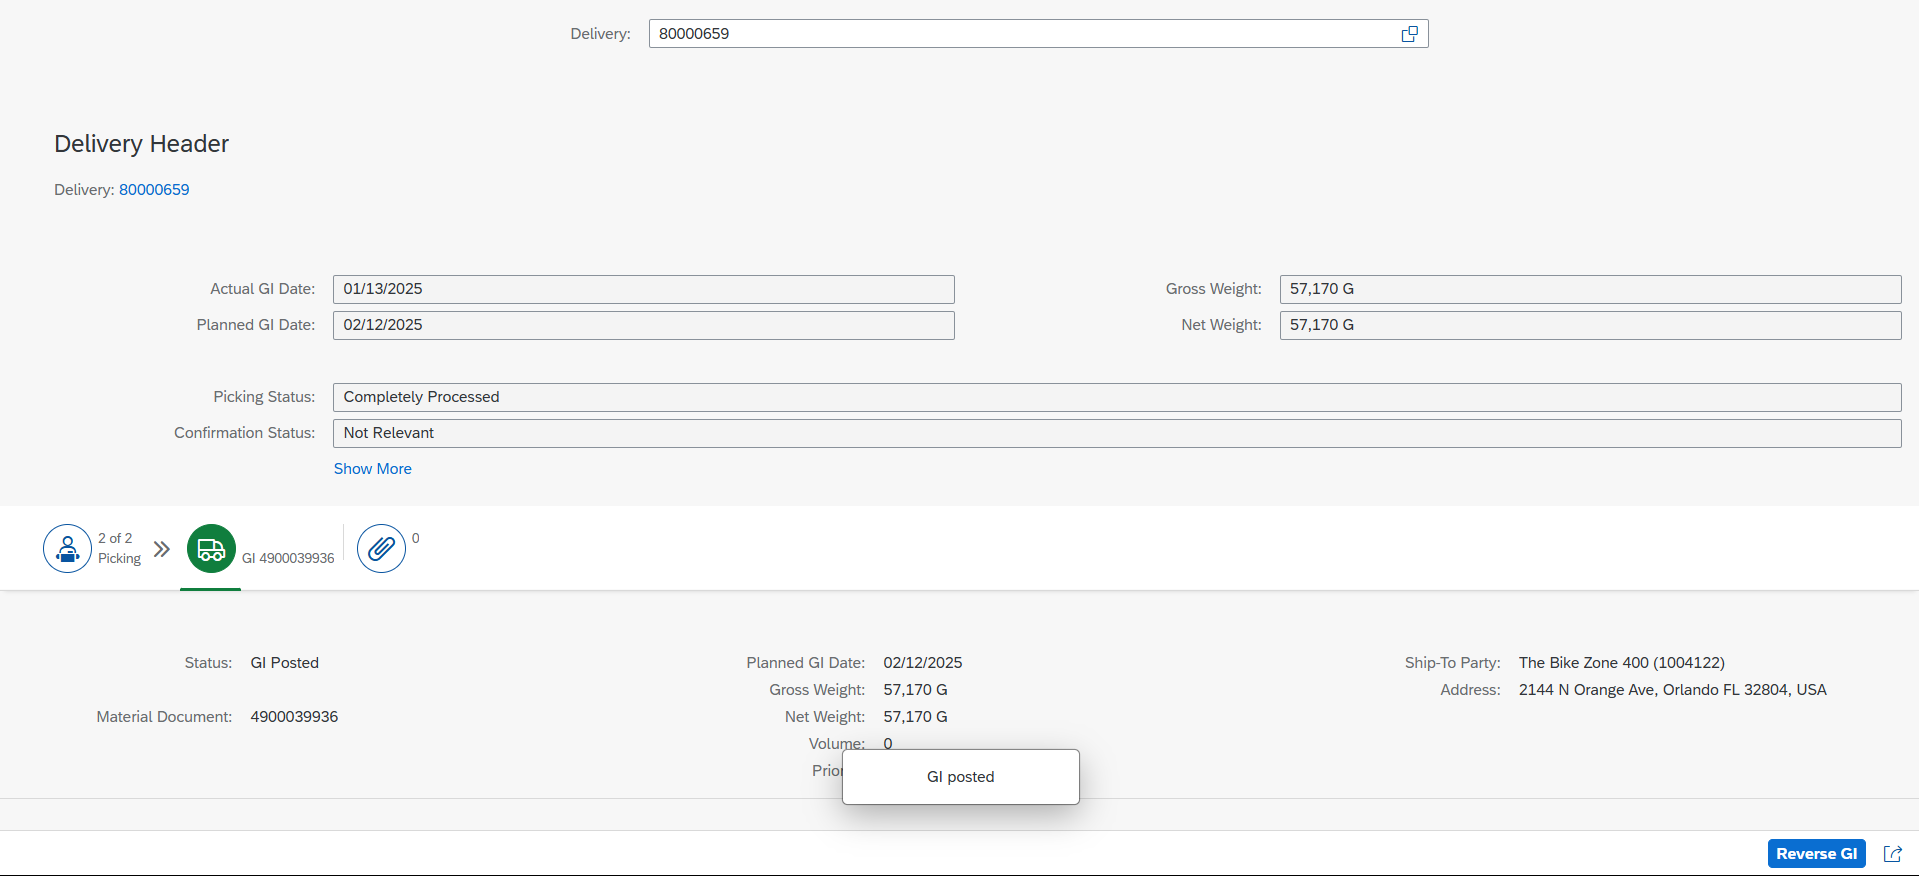 Delivery: 80000659
Delivery Header
Delivery: 80000659
Actual GI Date: 01/13/2025
Gross Weight: 57,170 G
Planned GI Date: 02/12/2025
Net Weight: 57,170 G
Picking Status: Completely Processed
Confirmation Status: Not Relevant
Show More
2 of 2
Picking
GI 4900039936
0
Status: GI Posted
Material Document: 4900039936
Planned GI Date: 02/12/2025
Gross Weight: 57,170 G
Net Weight: 57,170 G
Volume: 0
Ship-To Party: The Bike Zone 400 (1004122)
Address: 2144 N Orange Ave, Orlando FL 32804, USA
GI posted
Reverse GI